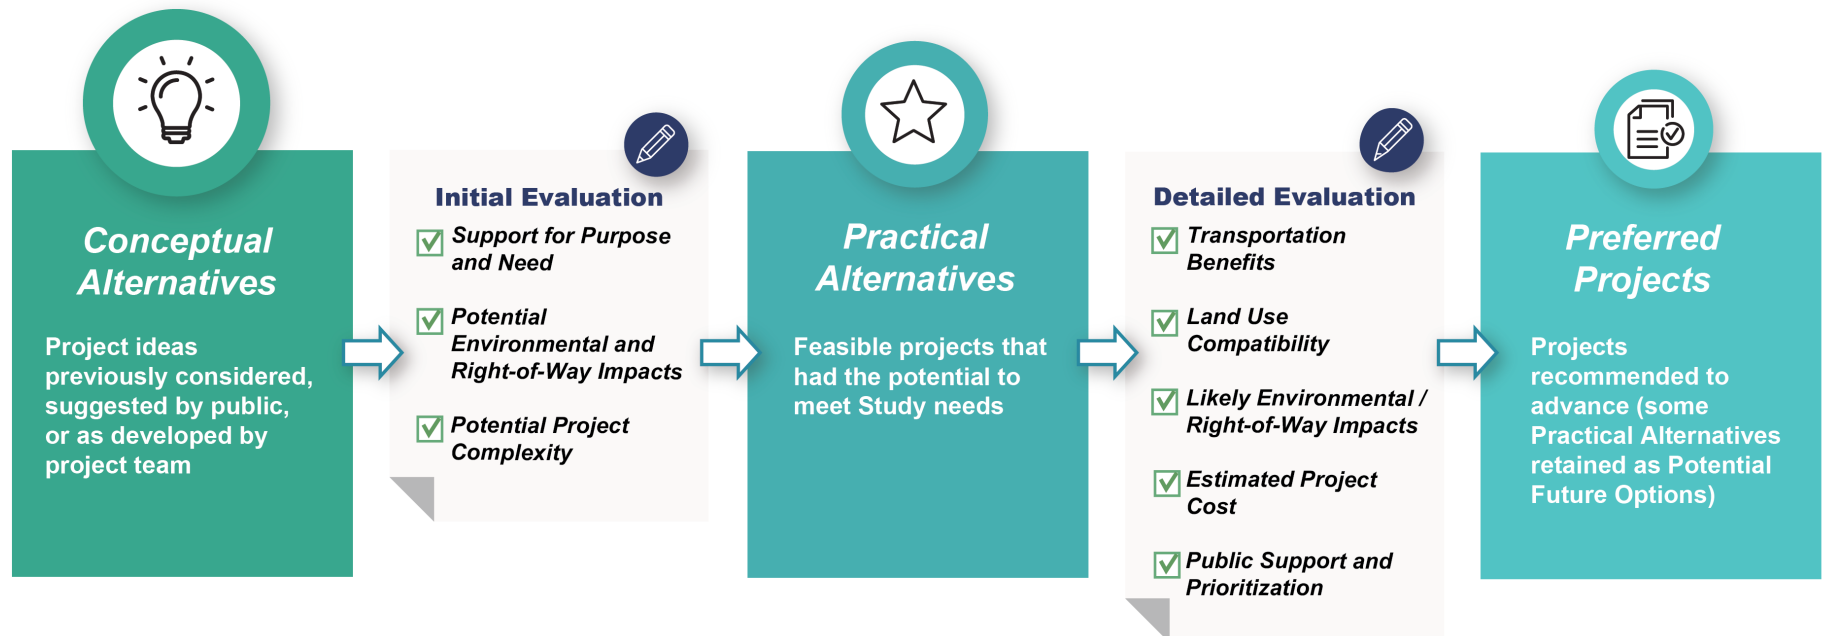 Conceptual
Alternatives
Project ideas
previously considered,
suggested by public,
or as developed by
project team
Initial Evaluation
Support for Purpose
and Need
Potential
Environmental and
Right-of-Way Impacts
Potential Project
Complexity
Practical
Alternatives
Feasible projects that
had the potential to
meet Study needs
Detailed Evaluation
Transportation
Benefits
Land Use
Compatibility
Likely Environmental /
Right-of-Way Impacts
Estimated Project
Cost
Public Support and
Prioritization
Preferred
Projects
Projects
recommended to
advance (some
Practical Alternatives
retained as Potential
Future Options)